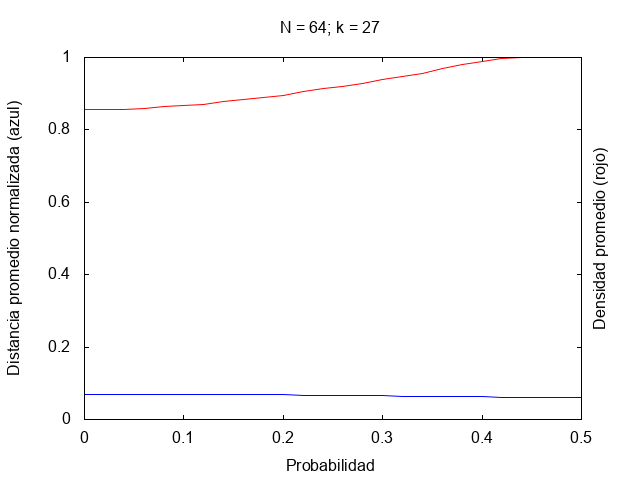 N = 64; k = 27
Distancia promedio normalizada (azul)
Densidad promedio (rojo)
1
0.8
0.6
0.4
0.2
0
0 0.1 0.2 0.3 0.4 0.5
Probabilidad